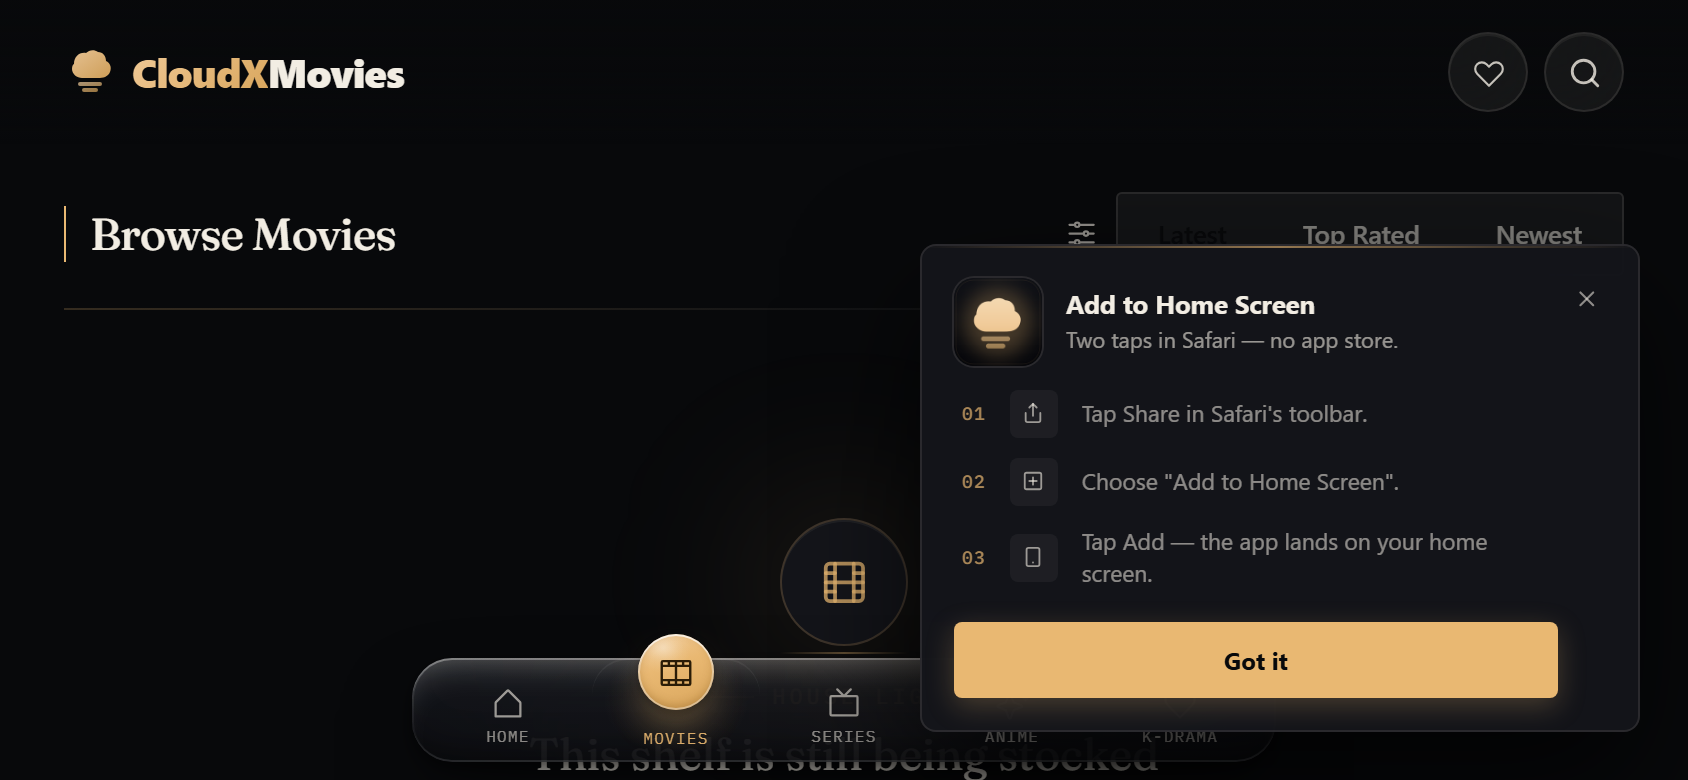 CloudXMovies
Browse Movies
Latest
Top Rated
Newest
Add to Home Screen
Two taps in Safari — no app store.
01
Tap Share in Safari's toolbar.
02
Choose "Add to Home Screen".
03
Tap Add — the app lands on your home
screen.
Got it
HOME
MOVIES
SERIES
ANIME
K-DRAMA
This shelf is still being stocked